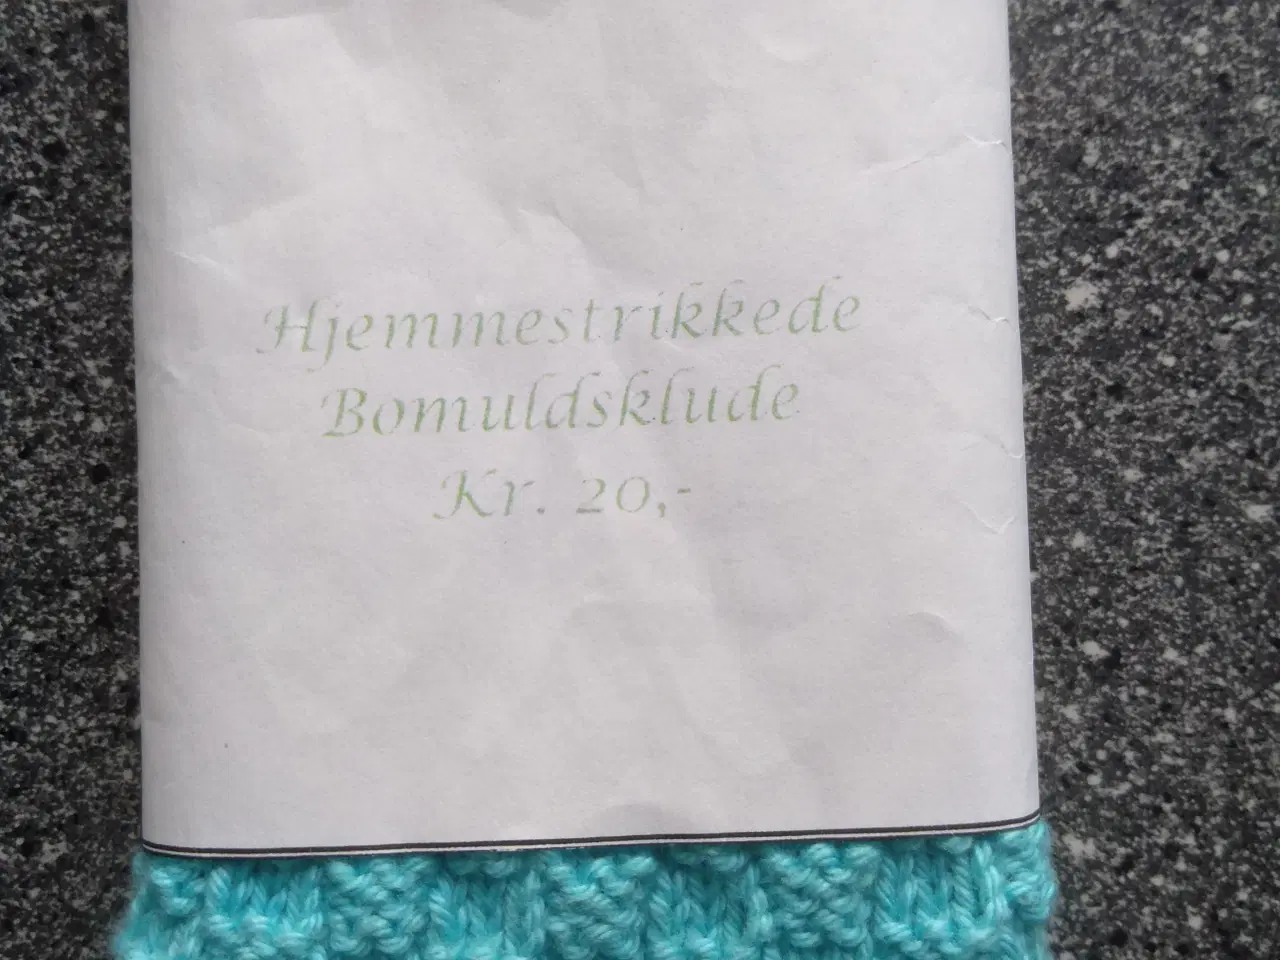 Hjemmestrikkede
Bomuldsklude
Kr. 20,-